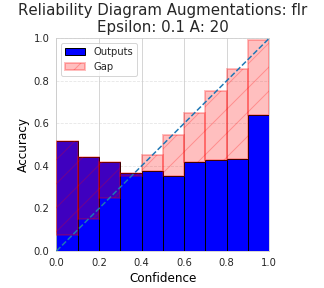 Reliability Diagram Augmentations: flr
Epsilon: 0.1 A: 20
1.0
0.8
0.6
0.4
0.2
0.0
Accuracy
Outputs
Gap
0.0 0.2 0.4 0.6 0.8 1.0
Confidence